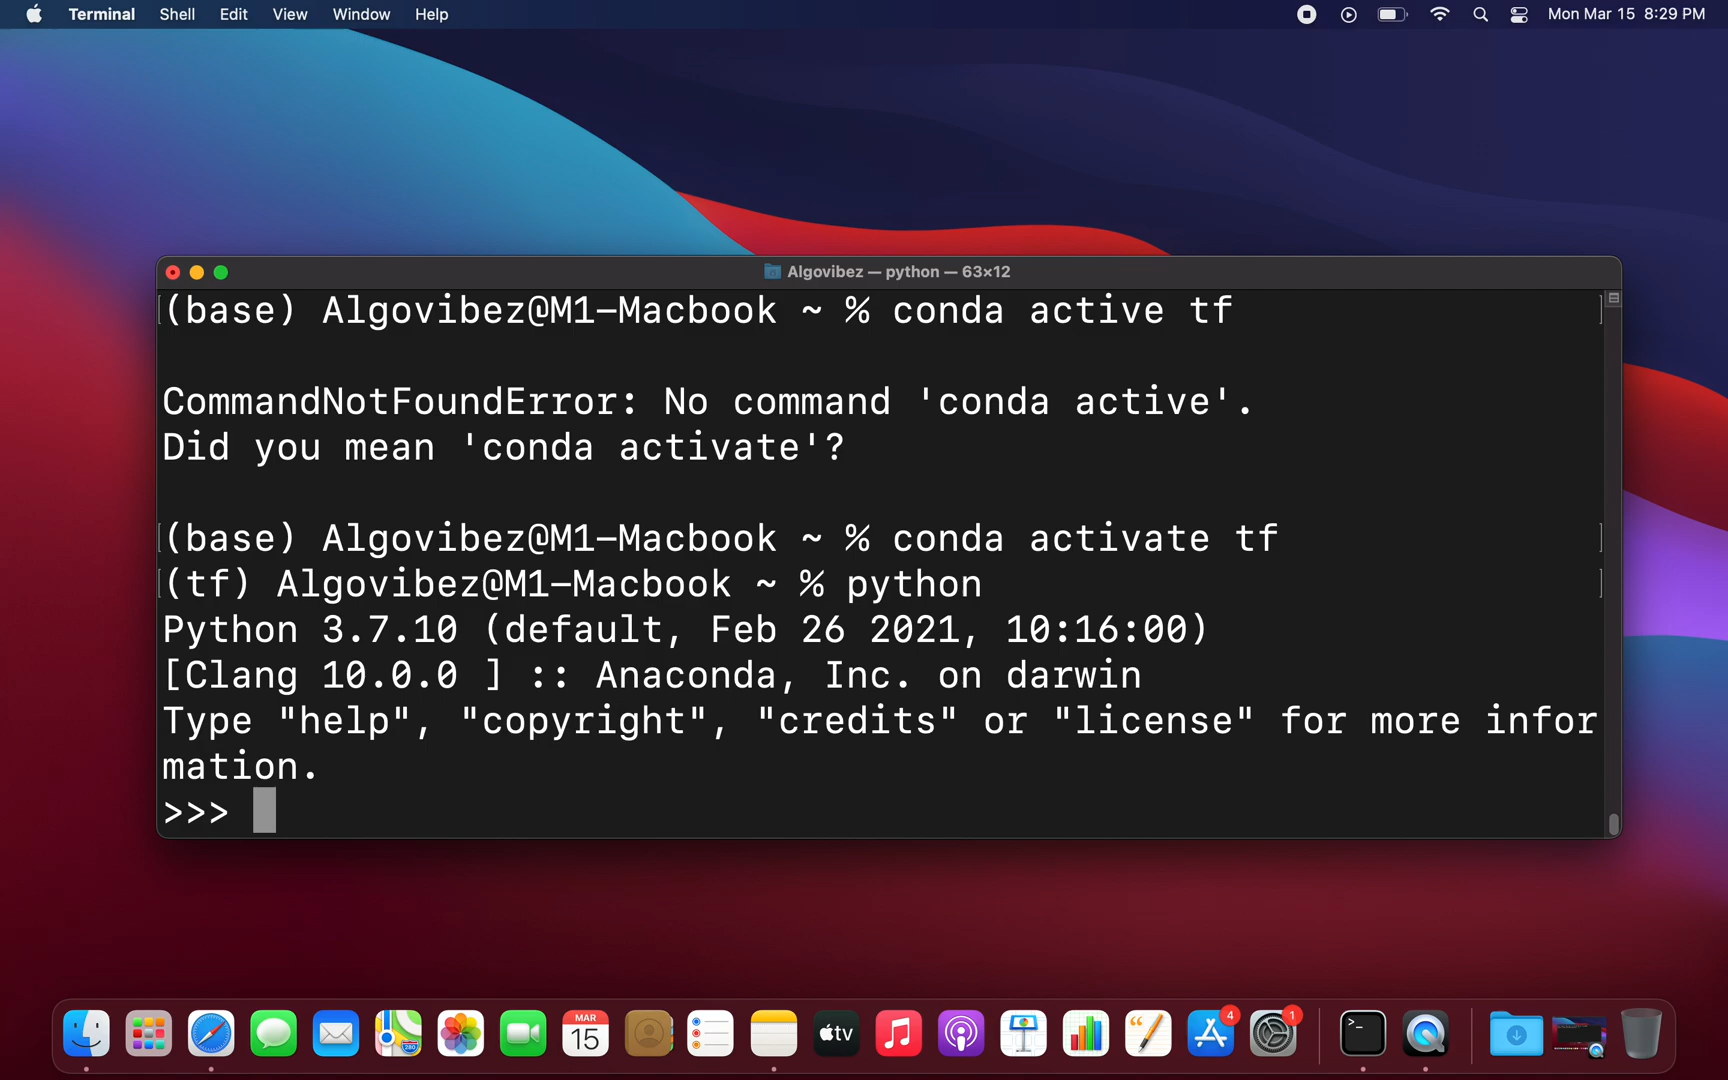 Terminal Shell Edit View Window Help Mon Mar 15 8:29 PM
Algovibez — python — 63×12
(base) Algovibez@M1-Macbook ~ % conda active tf
CommandNotFoundError: No command 'conda active'.
Did you mean 'conda activate'?
(base) Algovibez@M1-Macbook ~ % conda activate tf
(tf) Algovibez@M1-Macbook ~ % python
Python 3.7.10 (default, Feb 26 2021, 10:16:00)
[Clang 10.0.0 ] :: Anaconda, Inc. on darwin
Type "help", "copyright", "credits" or "license" for more infor
mation.
>>>
MAR
15
280
tv
4
1
>_